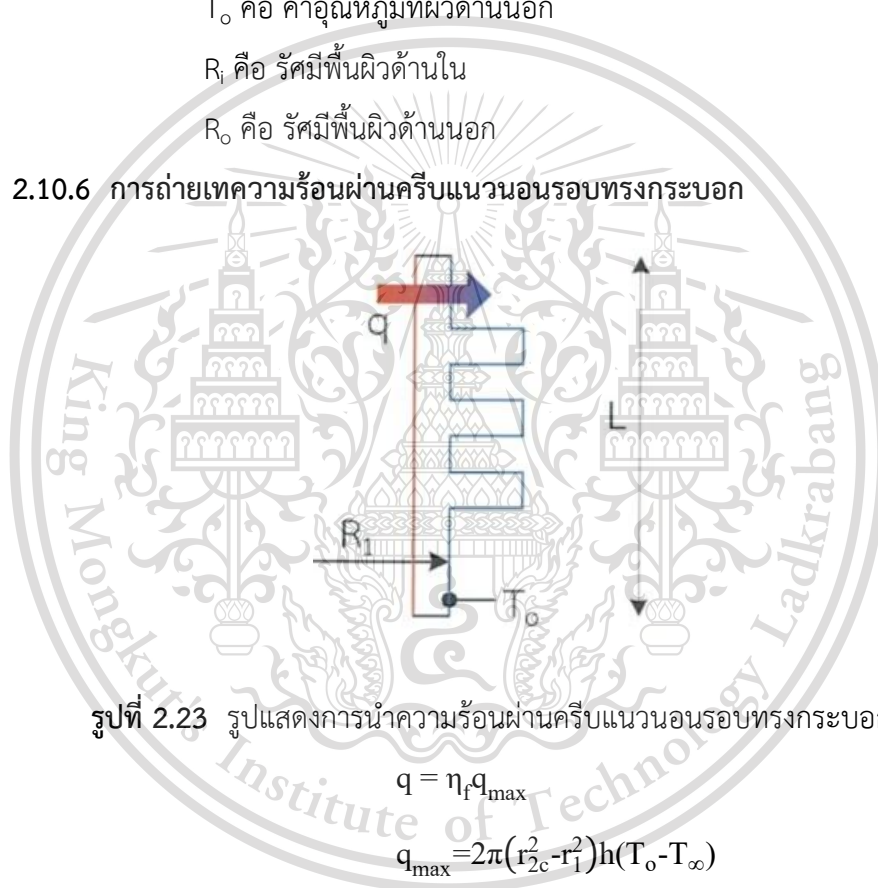 T_o คือ ค่าอุณหภูมิที่ผิวด้านนอก
R_i คือ รัศมีพื้นผิวด้านใน
R_o คือ รัศมีพื้นผิวด้านนอก
2.10.6 การถ่ายเทความร้อนผ่านครีบแนวนอนรอบทรงกระบอก
q
L
R_1
T_o
King Mongkut's Institute of Technology Ladkrabang
รูปที่ 2.23 รูปแสดงการนำความร้อนผ่านครีบแนวนอนรอบทรงกระบอ
q = η_f q_max
q_max=2π(r_2c^2-r_1^2)h(T_o-T_∞)